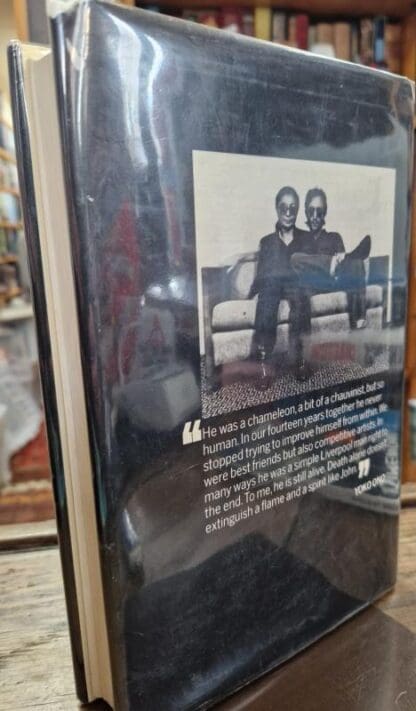 “He was a chameleon, a bit of a chauvinist, but so
human. In our fourteen years together he never
stopped trying to improve himself from within. We
were best friends but also competitive artists. In
many ways he was a simple Liverpool man right to
the end. To me, he is still alive. Death alone doesn't
extinguish a flame and a spirit like John.”
YOKO ONO